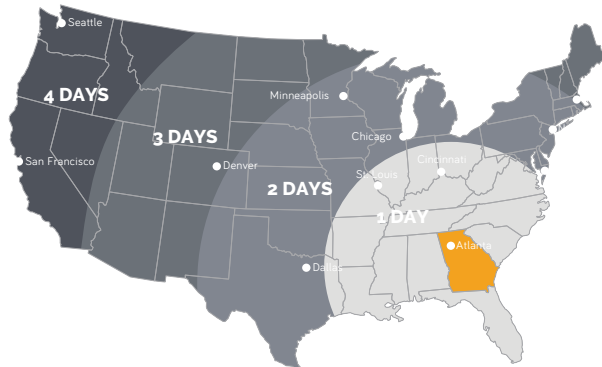 Seattle
4 DAYS
Minneapolis
3 DAYS
Chicago
San Francisco
Denver
Cincinnati
St. Louis
2 DAYS
1 DAY
Atlanta
Dallas